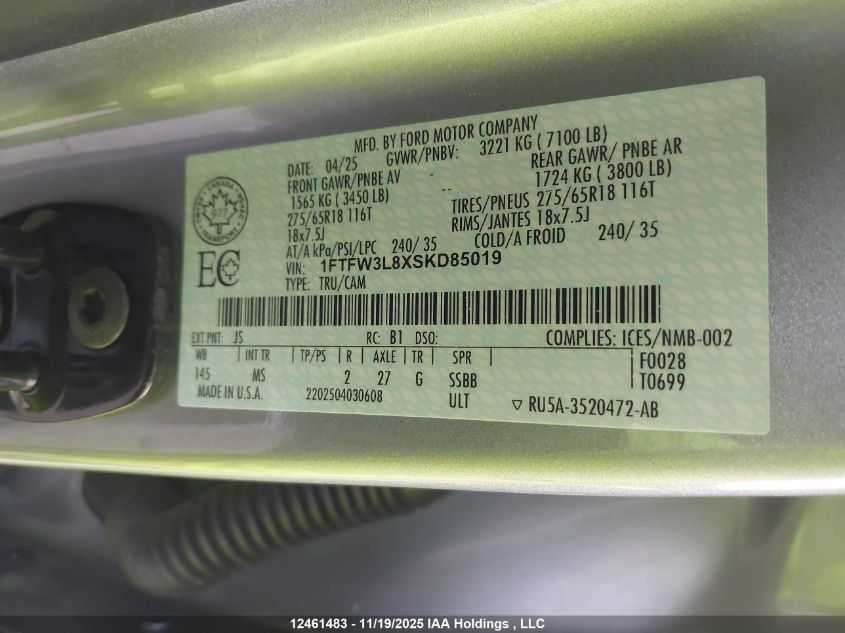 MFD. BY FORD MOTOR COMPANY
DATE: 04/25 GVWR/PNBV: 3221 KG ( 7100 LB)
FRONT GAWR/PNBE AV REAR GAWR/ PNBE AR
1565 KG ( 3450 LB) -- 1724 KG ( 3800 LB)
275/65R18 116T TIRES/PNEUS 275/65R18 116T
18x7.5J RIMS/JANTES 18x7.5J
AT/A kPa/PSI/LPC 240/ 35 COLD/A FROID 240/ 35
VIN: 1FTFW3L8XSKD85019
TYPE: TRU/CAM
CANADA
TRANSPORT
EC
EXT PNT: JS RC: B1 DSO: COMPLIES: ICES/NMB-002
WB INT TR TP/PS R AXLE TR SPR F0028
145 MS 2 27 G SSBB T0699
MADE IN U.S.A. 2202504030608 ULT ▽ RU5A-3520472-AB
12461483 - 11/19/2025 IAA Holdings , LLC